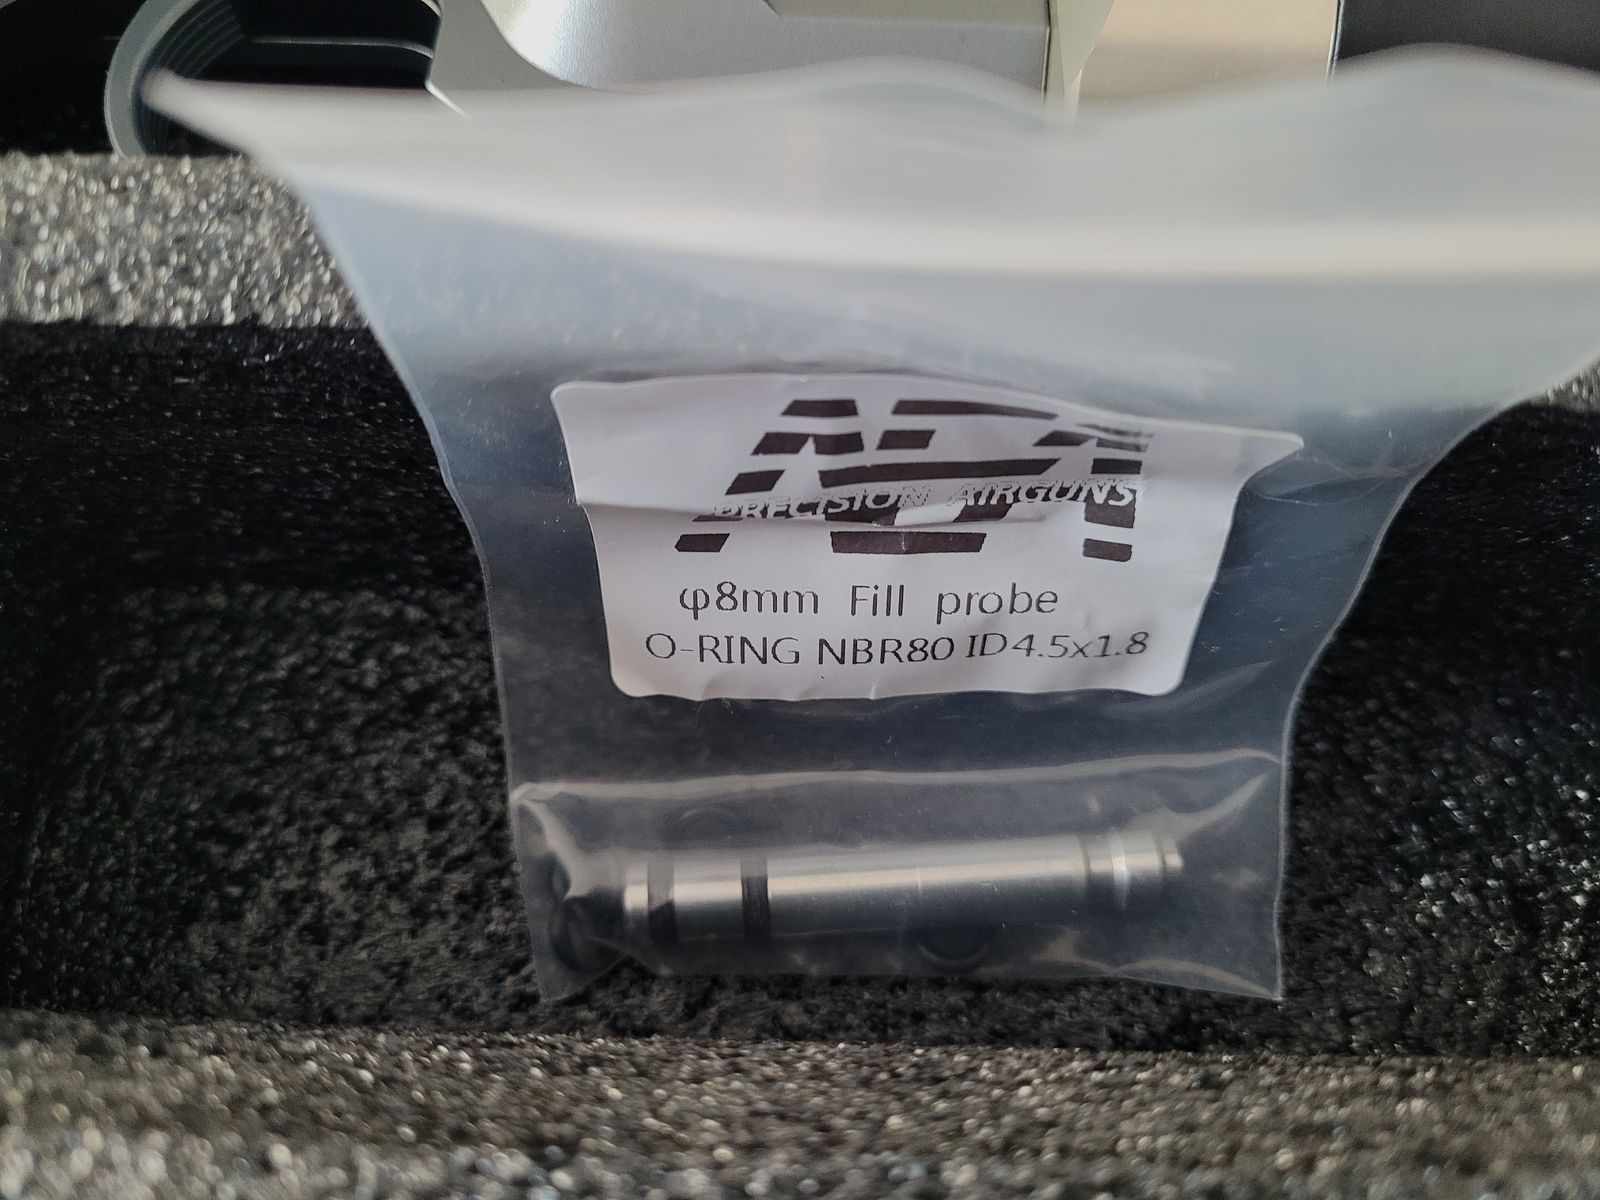 PRECISION AIRGUNS
φ8mm Fill probe
O-RING NBR80 ID4.5x1.8